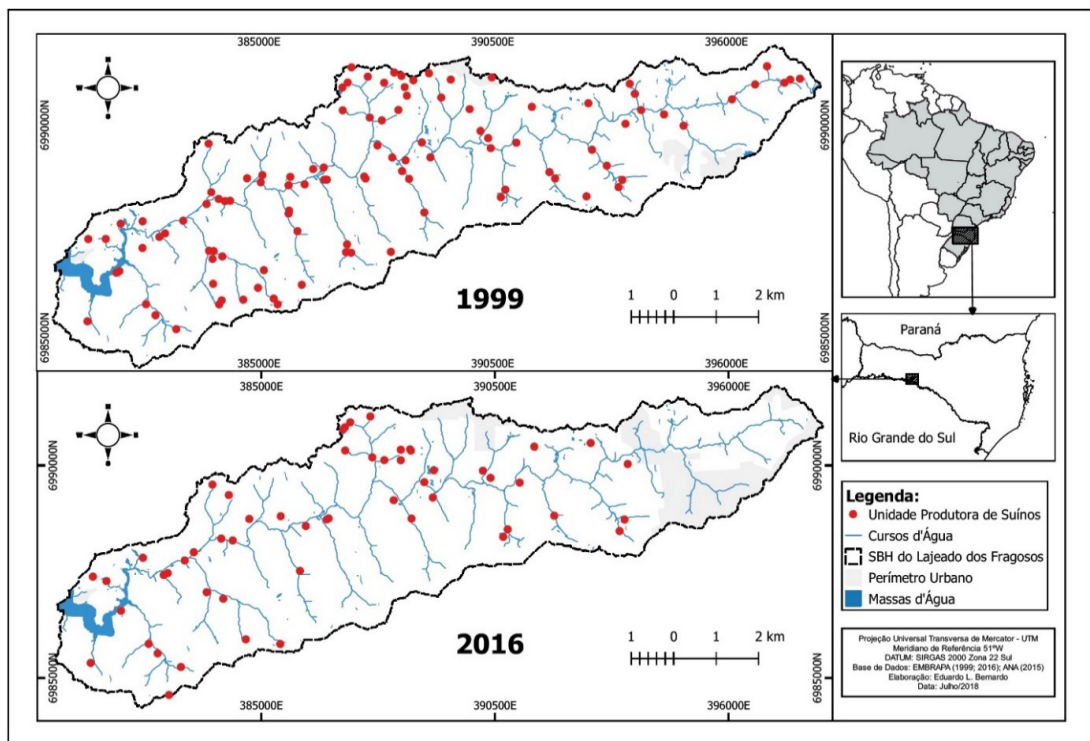 385000E
390500E
396000E
N
W
E
S
6990000N
6990000N
6985000N
6985000N
1999
1 0 1 2 km
385000E
390500E
396000E
N
W
E
S
6990000N
6990000N
6985000N
6985000N
2016
1 0 1 2 km
385000E
390500E
396000E
Paraná
Rio Grande do Sul
Legenda:
Unidade Produtora de Suínos
Cursos d'Água
SBH do Lajeado dos Fragosos
Perímetro Urbano
Massas d'Água
Projeção Universal Transversa de Mercator - UTM
Meridiano de Referência 51ºW
DATUM: SIRGAS 2000 Zona 22 Sul
Base de Dados: EMBRAPA (1999; 2016); ANA (2015)
Elaboração: Eduardo L. Bernardo
Data: Julho/2018